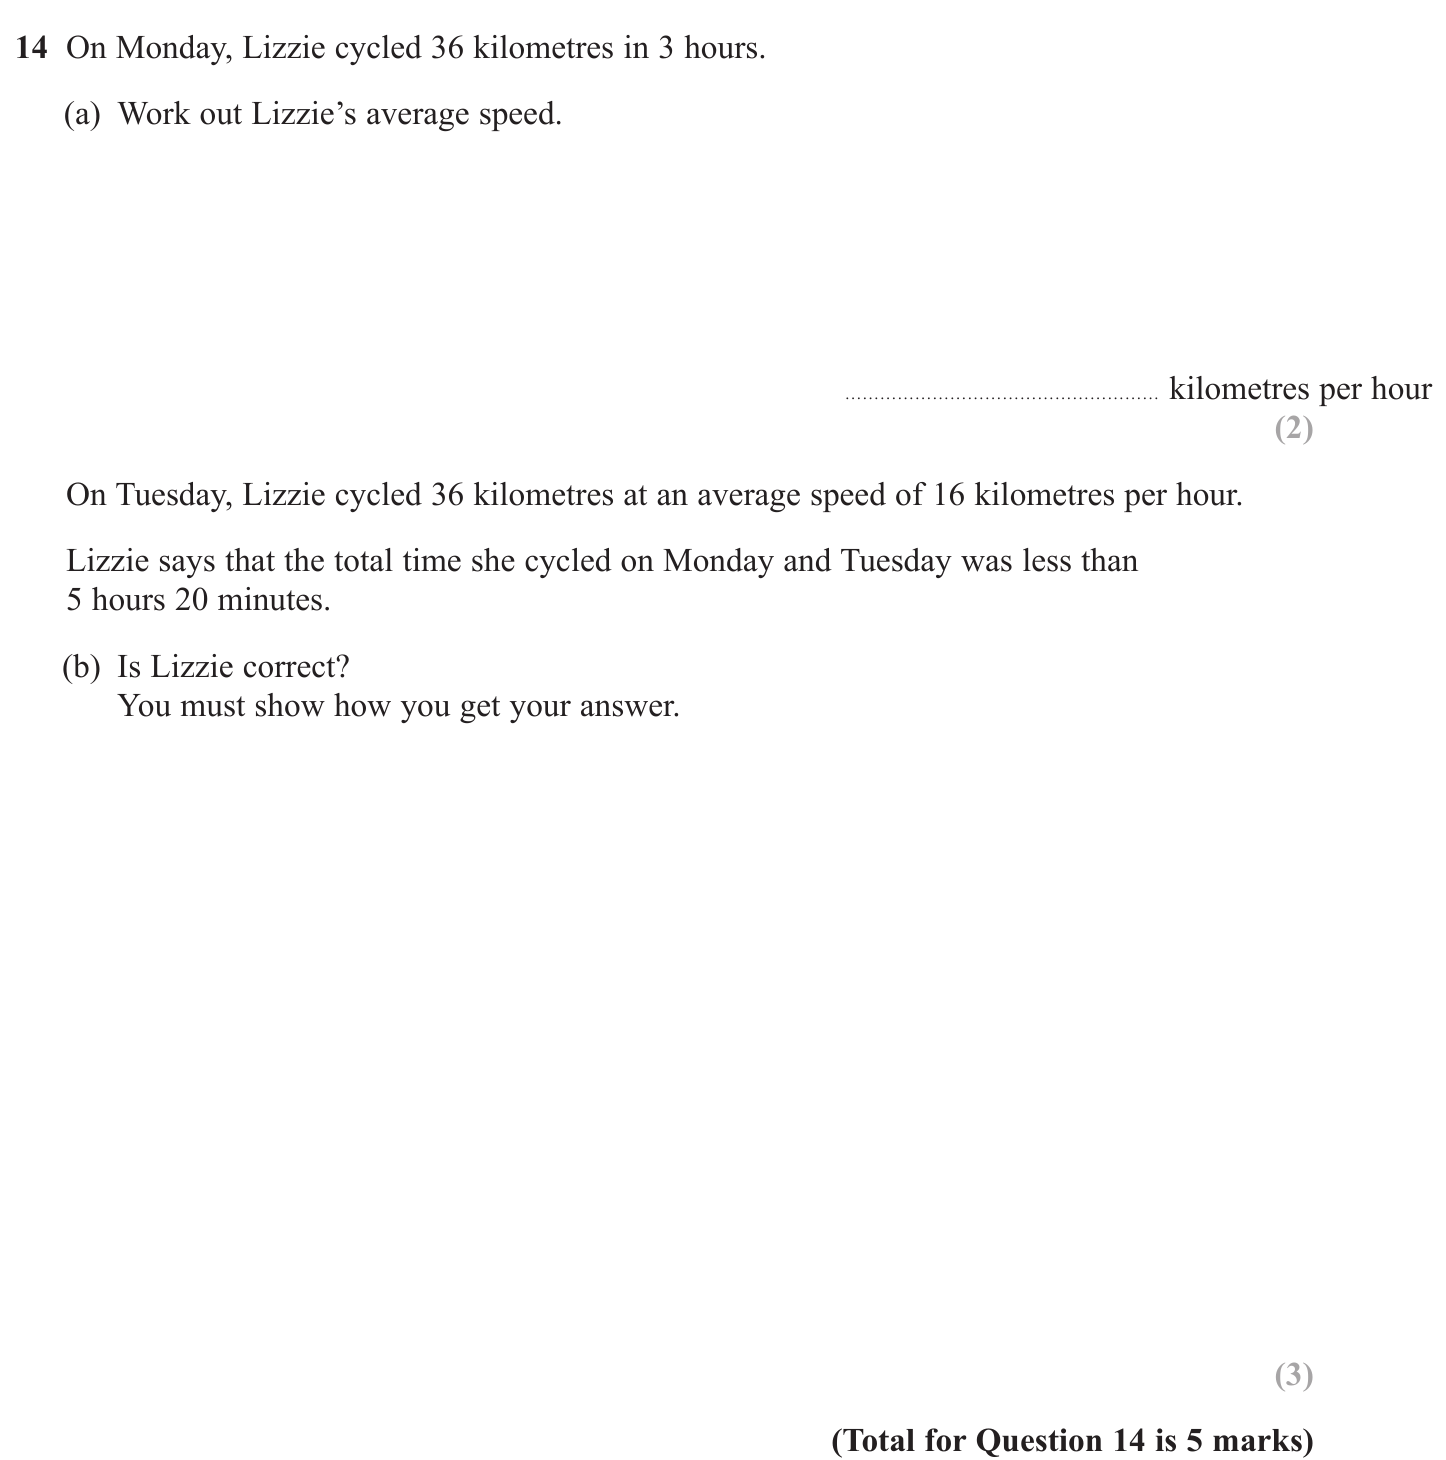 14 On Monday, Lizzie cycled 36 kilometres in 3 hours.
(a) Work out Lizzie’s average speed.
...................................................... kilometres per hour
(2)
On Tuesday, Lizzie cycled 36 kilometres at an average speed of 16 kilometres per hour.
Lizzie says that the total time she cycled on Monday and Tuesday was less than
5 hours 20 minutes.
(b) Is Lizzie correct?
You must show how you get your answer.
(3)
(Total for Question 14 is 5 marks)